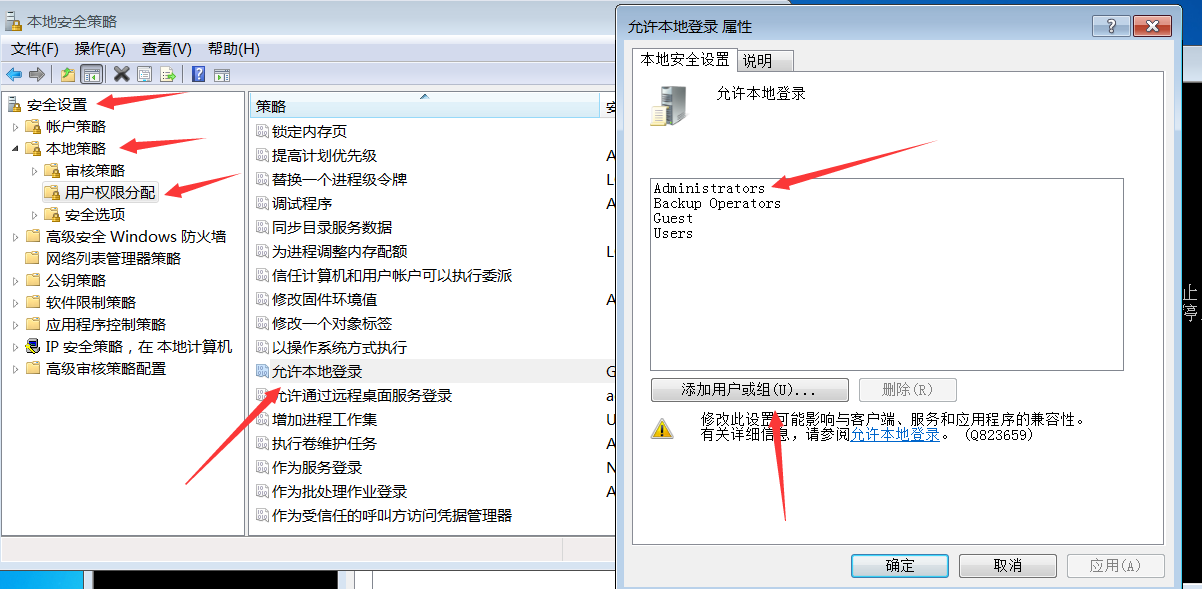 本地安全策略
文件(F) 操作(A) 查看(V) 帮助(H)
安全设置
帐户策略
本地策略
审核策略
用户权限分配
安全选项
高级安全 Windows 防火墙
网络列表管理器策略
公钥策略
软件限制策略
应用程序控制策略
IP 安全策略，在 本地计算机
高级审核策略配置
策略
锁定内存页
提高计划优先级 A
替换一个进程级令牌 L
调试程序 A
同步目录服务数据
为进程调整内存配额 L
信任计算机和用户帐户可以执行委派
修改固件环境值 A
修改一个对象标签
以操作系统方式执行
允许本地登录 G
允许通过远程桌面服务登录 a
增加进程工作集 U
执行卷维护任务 A
作为服务登录 N
作为批处理作业登录 A
作为受信任的呼叫方访问凭据管理器
允许本地登录 属性
本地安全设置 说明
允许本地登录
Administrators
Backup Operators
Guest
Users
添加用户或组(U)... 删除(R)
修改此设置可能影响与客户端、服务和应用程序的兼容性。
有关详细信息，请参阅允许本地登录。 (Q823659)
确定 取消 应用(A)
止
停